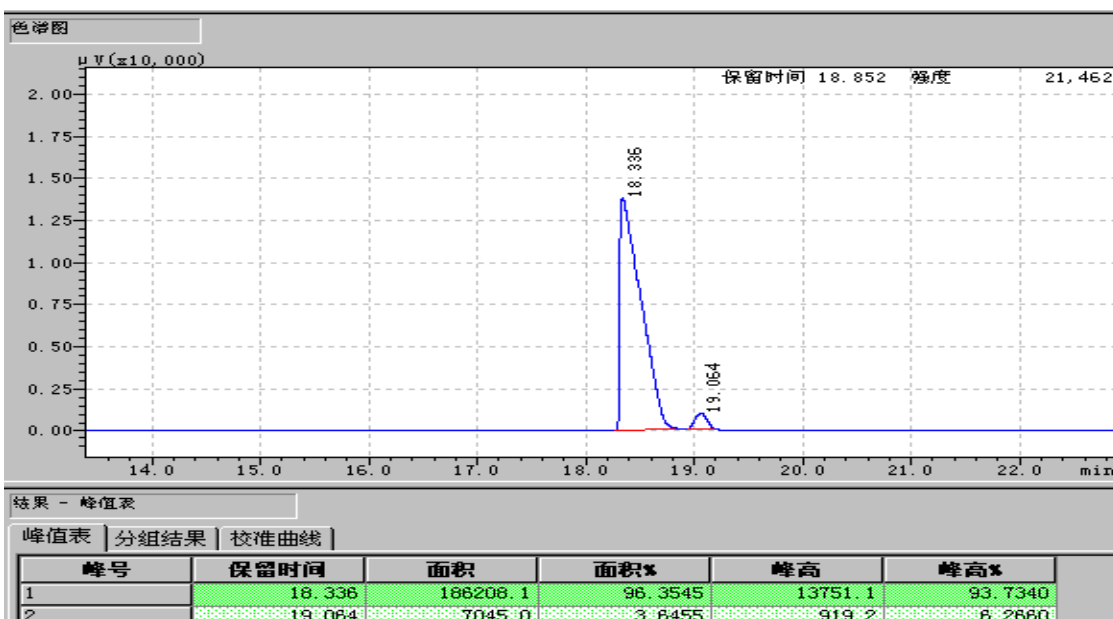 色谱图
μV(x10,000)
保留时间 18.852 强度 21,462
2.00
1.75
1.50
1.25
1.00
0.75
0.50
0.25
0.00
18.336
19.064
14.0 15.0 16.0 17.0 18.0 19.0 20.0 21.0 22.0 min
结果 - 峰值表
峰值表 分组结果 校准曲线
峰号 保留时间 面积 面积% 峰高 峰高%
1 18.336 186208.1 96.3545 13751.1 93.7340
2 19.064 7045.0 3.6455 919.2 6.2660